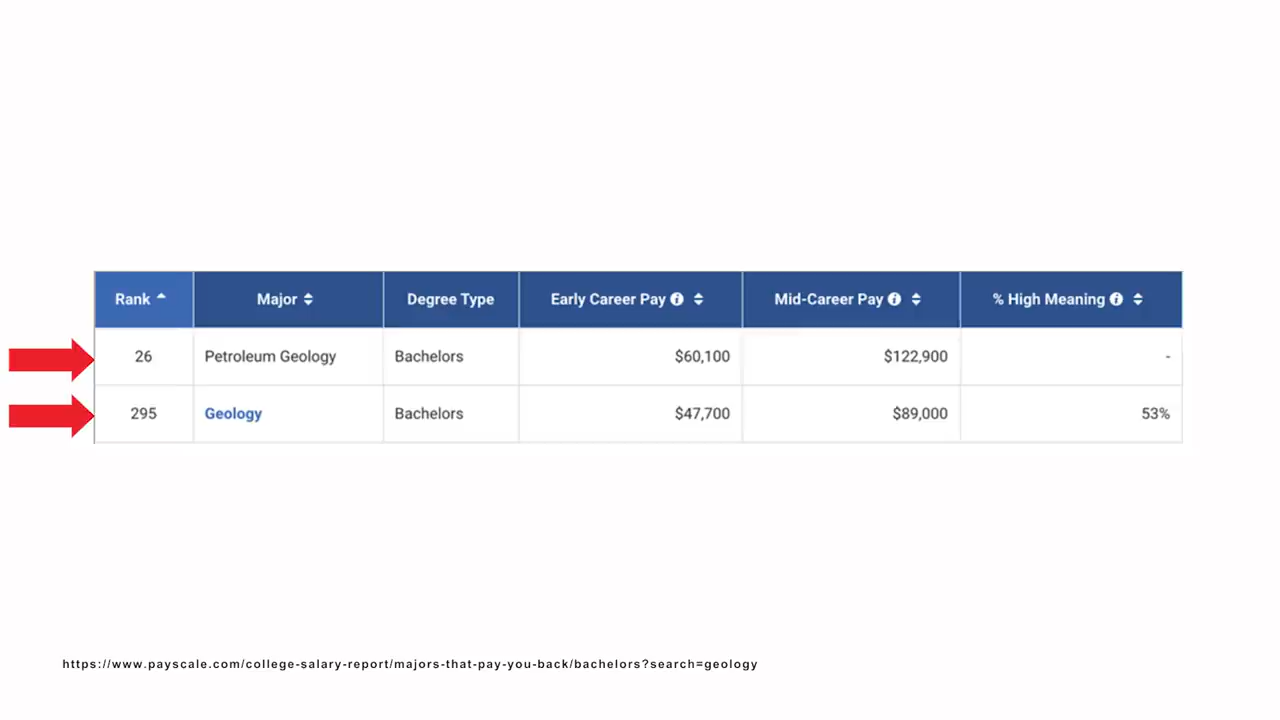 Rank Major Degree Type Early Career Pay Mid-Career Pay % High Meaning
26 Petroleum Geology Bachelors $60,100 $122,900 -
295 Geology Bachelors $47,700 $89,000 53%
https://www.payscale.com/college-salary-report/majors-that-pay-you-back/bachelors?search=geology